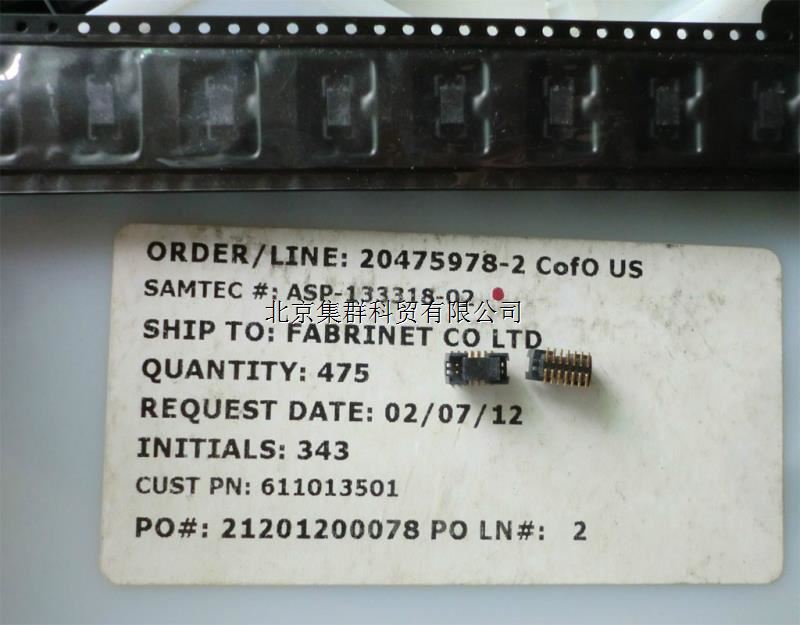 ORDER/LINE: 20475978-2 CofO US
SAMTEC #: ASP-133318-02
北京集群科贸有限公司
SHIP TO: FABRINET CO LTD
QUANTITY: 475
REQUEST DATE: 02/07/12
INITIALS: 343
CUST PN: 611013501
PO#: 21201200078 PO LN#: 2